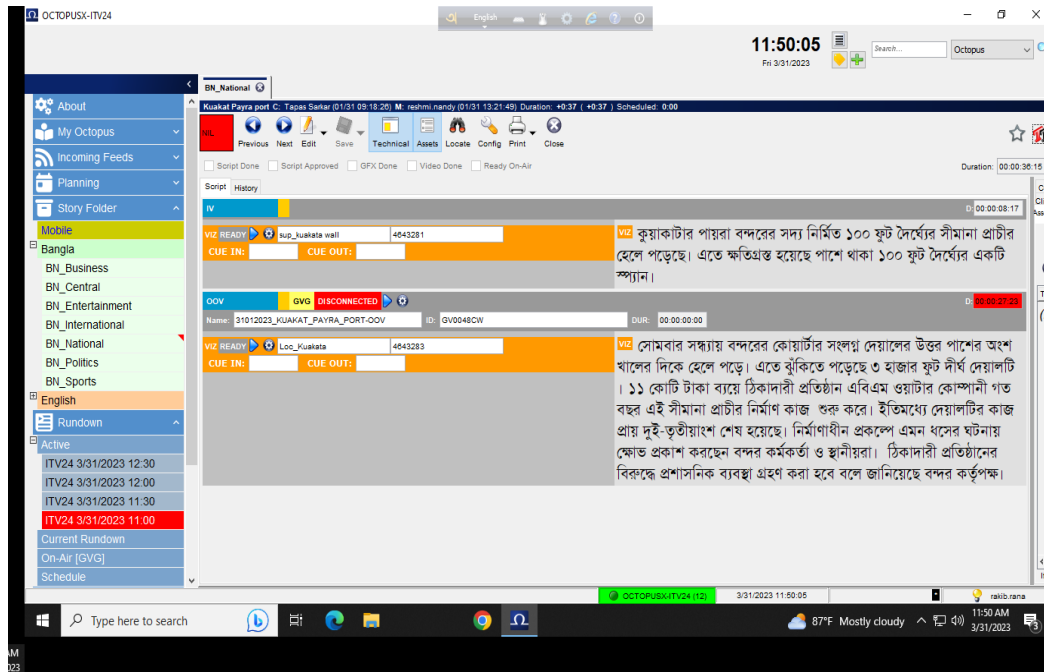 OCTOPUSX-ITV24
English
11:50:05
Fri 3/31/2023
Search...
Octopus
BN_National
Kuakat Payra port C: Tapas Sarkar (01/31 09:18:26) M: reshmi.nandy (01/31 13:21:49) Duration: +0:37 ( +0:37 ) Scheduled: 0:00
NIL
Previous Next Edit Save Technical Assets Locate Config Print Close
Script Done Script Approved GFX Done Video Done Ready On-Air
Duration: 00:00:36:15
Script History
IV
D: 00:00:08:17
VIZ READY sup_kuakata wall 4643281
CUE IN: CUE OUT:
VIZ কুয়াকাটার পায়রা বন্দরের সদ্য নির্মিত ১০০ ফুট দৈর্ঘ্যের সীমানা প্রাচীর
হেলে পড়েছে। এতে ক্ষতিগ্রস্ত হয়েছে পাশে থাকা ১০০ ফুট দৈর্ঘ্যের একটি
স্প্যান।
OOV GVG DISCONNECTED
D: 00:00:27:23
Name: 31012023_KUAKAT_PAYRA_PORT-OOV ID: GV0048CW DUR: 00:00:00:00
VIZ READY Loc_Kuakata 4643283
CUE IN: CUE OUT:
VIZ সোমবার সন্ধ্যায় বন্দরের কোয়ার্টার সংলগ্ন দেয়ালের উত্তর পাশের অংশ
খালের দিকে হেলে পড়ে। এতে ঝুঁকিতে পড়েছে ৩ হাজার ফুট দীর্ঘ দেয়ালটি
। ১১ কোটি টাকা ব্যয়ে ঠিকাদারী প্রতিষ্ঠান এবিএম ওয়াটার কোম্পানী গত
বছর এই সীমানা প্রাচীর নির্মাণ কাজ শুরু করে। ইতিমধ্যে দেয়ালটির কাজ
প্রায় দুই-তৃতীয়াংশ শেষ হয়েছে। নির্মাণাধীন প্রকল্পে এমন ধসের ঘটনায়
ক্ষোভ প্রকাশ করছেন বন্দর কর্মকর্তা ও স্থানীয়রা। ঠিকাদারী প্রতিষ্ঠানের
বিরুদ্ধে প্রশাসনিক ব্যবস্থা গ্রহণ করা হবে বলে জানিয়েছে বন্দর কর্তৃপক্ষ।
About
My Octopus
Incoming Feeds
Planning
Story Folder
Mobile
Bangla
BN_Business
BN_Central
BN_Entertainment
BN_International
BN_National
BN_Politics
BN_Sports
English
Rundown
Active
ITV24 3/31/2023 12:30
ITV24 3/31/2023 12:00
ITV24 3/31/2023 11:30
ITV24 3/31/2023 11:00
Current Rundown
On-Air [GVG]
Schedule
OCTOPUSX-ITV24 (12) 3/31/2023 11:50:05 rakib.rana
Type here to search
87°F Mostly cloudy
11:50 AM
3/31/2023
3